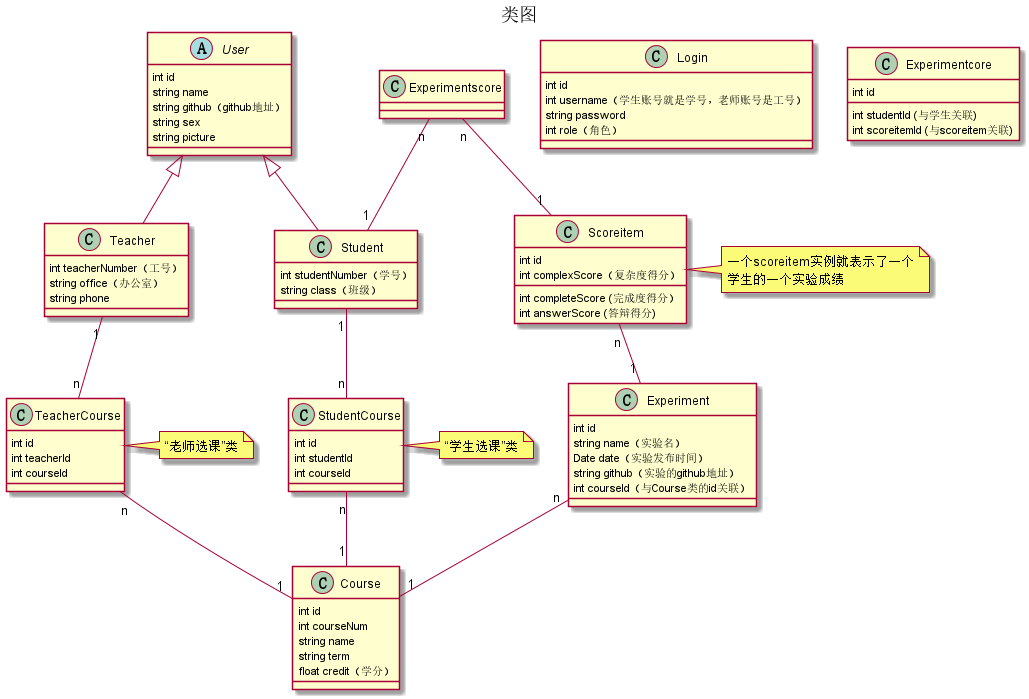 类图
A User
int id
string name
string github（github地址）
string sex
string picture
C Experimentscore
C Login
int id
int username（学生账号就是学号，老师账号是工号）
string password
int role（角色）
C Experimentcore
int id
int studentId (与学生关联)
int scoreitemId (与scoreitem关联)
n
n
1
1
C Teacher
int teacherNumber（工号）
string office（办公室）
string phone
C Student
int studentNumber（学号）
string class（班级）
C Scoreitem
int id
int complexScore（复杂度得分）
int completeScore (完成度得分）
int answerScore (答辩得分)
一个scoreitem实例就表示了一个
学生的一个实验成绩
1
n
1
n
n
1
C TeacherCourse
int id
int teacherId
int courseId
“老师选课”类
C StudentCourse
int id
int studentId
int courseId
“学生选课”类
C Experiment
int id
string name（实验名）
Date date（实验发布时间）
string github（实验的github地址）
int courseId（与Course类的id关联）
n
n
n
1
1
1
C Course
int id
int courseNum
string name
string term
float credit（学分）